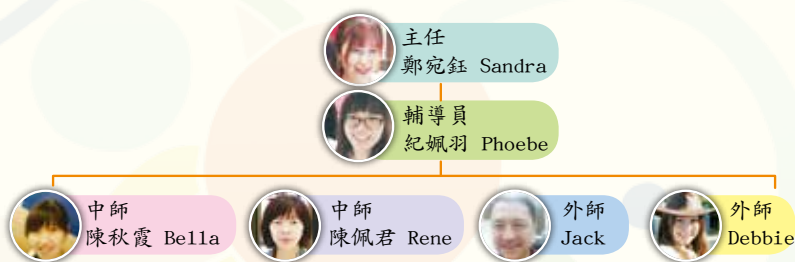 主任
鄭宛鈺 Sandra
輔導員
紀姵羽 Phoebe
中師
陳秋霞 Bella
中師
陳佩君 Rene
外師
Jack
外師
Debbie